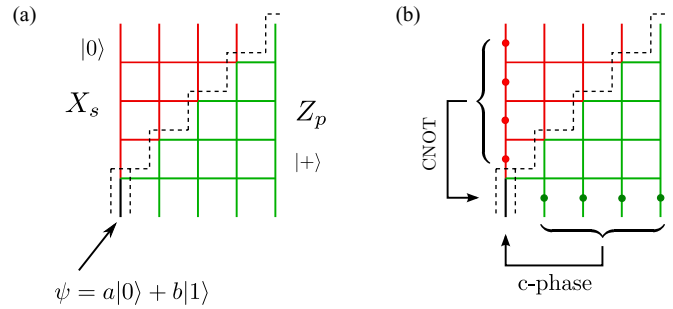 (a)
|0⟩
X_s
Z_p
|+⟩
ψ = a|0⟩ + b|1⟩
(b)
CNOT
c-phase